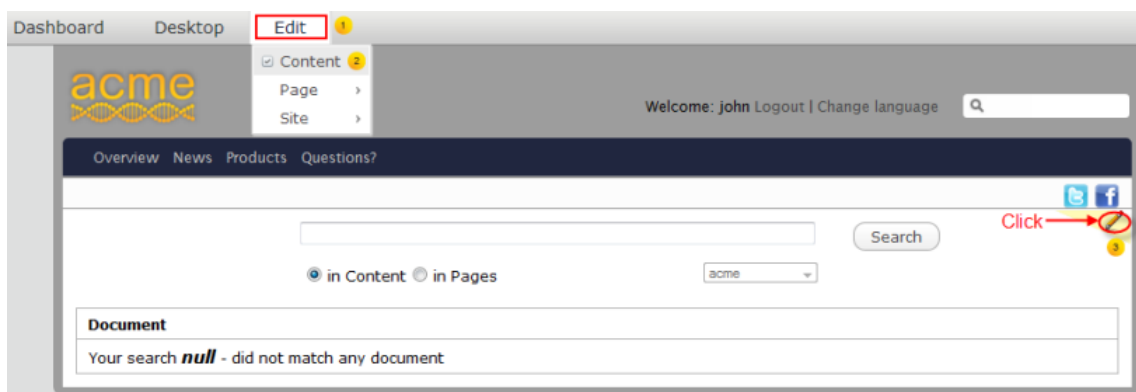 Dashboard Desktop Edit 1
Content 2
Page
Site
acme
Welcome: john Logout | Change language
Overview News Products Questions?
Click
3
Search
in Content in Pages
acme
Document
Your search null - did not match any document